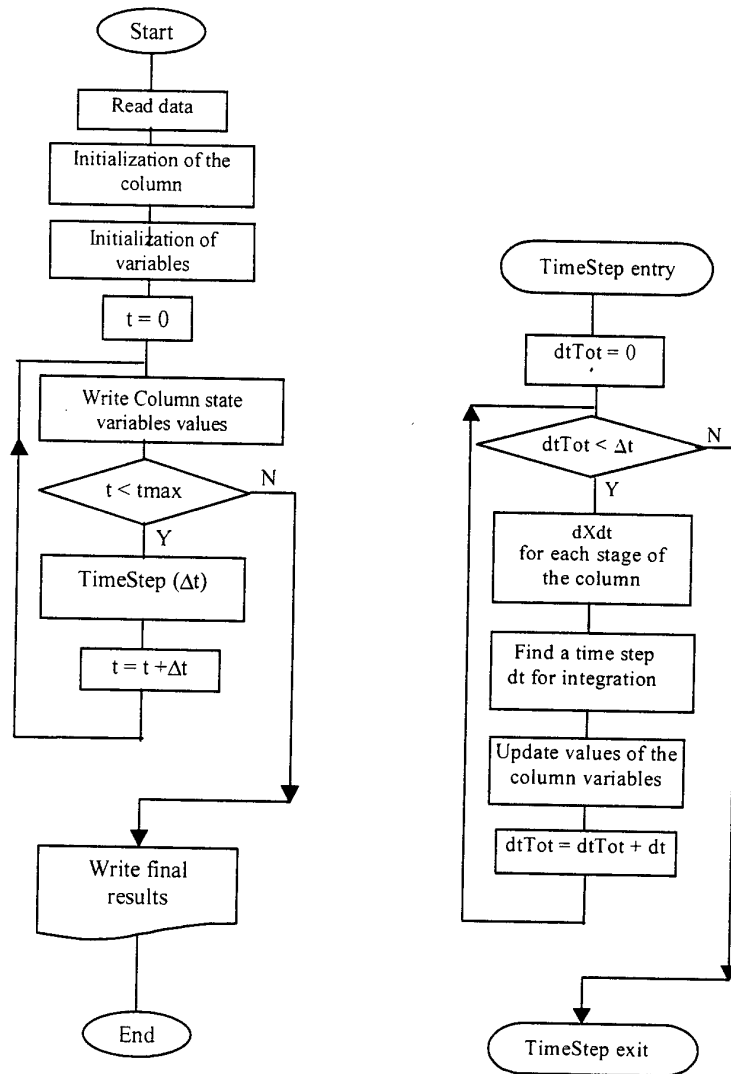 Start
Read data
Initialization of the
column
Initialization of
variables
t = 0
Write Column state
variables values
t < tmax
N
Y
TimeStep (Δt)
t = t +Δt
Write final
results
End
TimeStep entry
dtTot = 0
dtTot < Δt
N
Y
dXdt
for each stage of
the column
Find a time step
dt for integration
Update values of the
column variables
dtTot = dtTot + dt
TimeStep exit